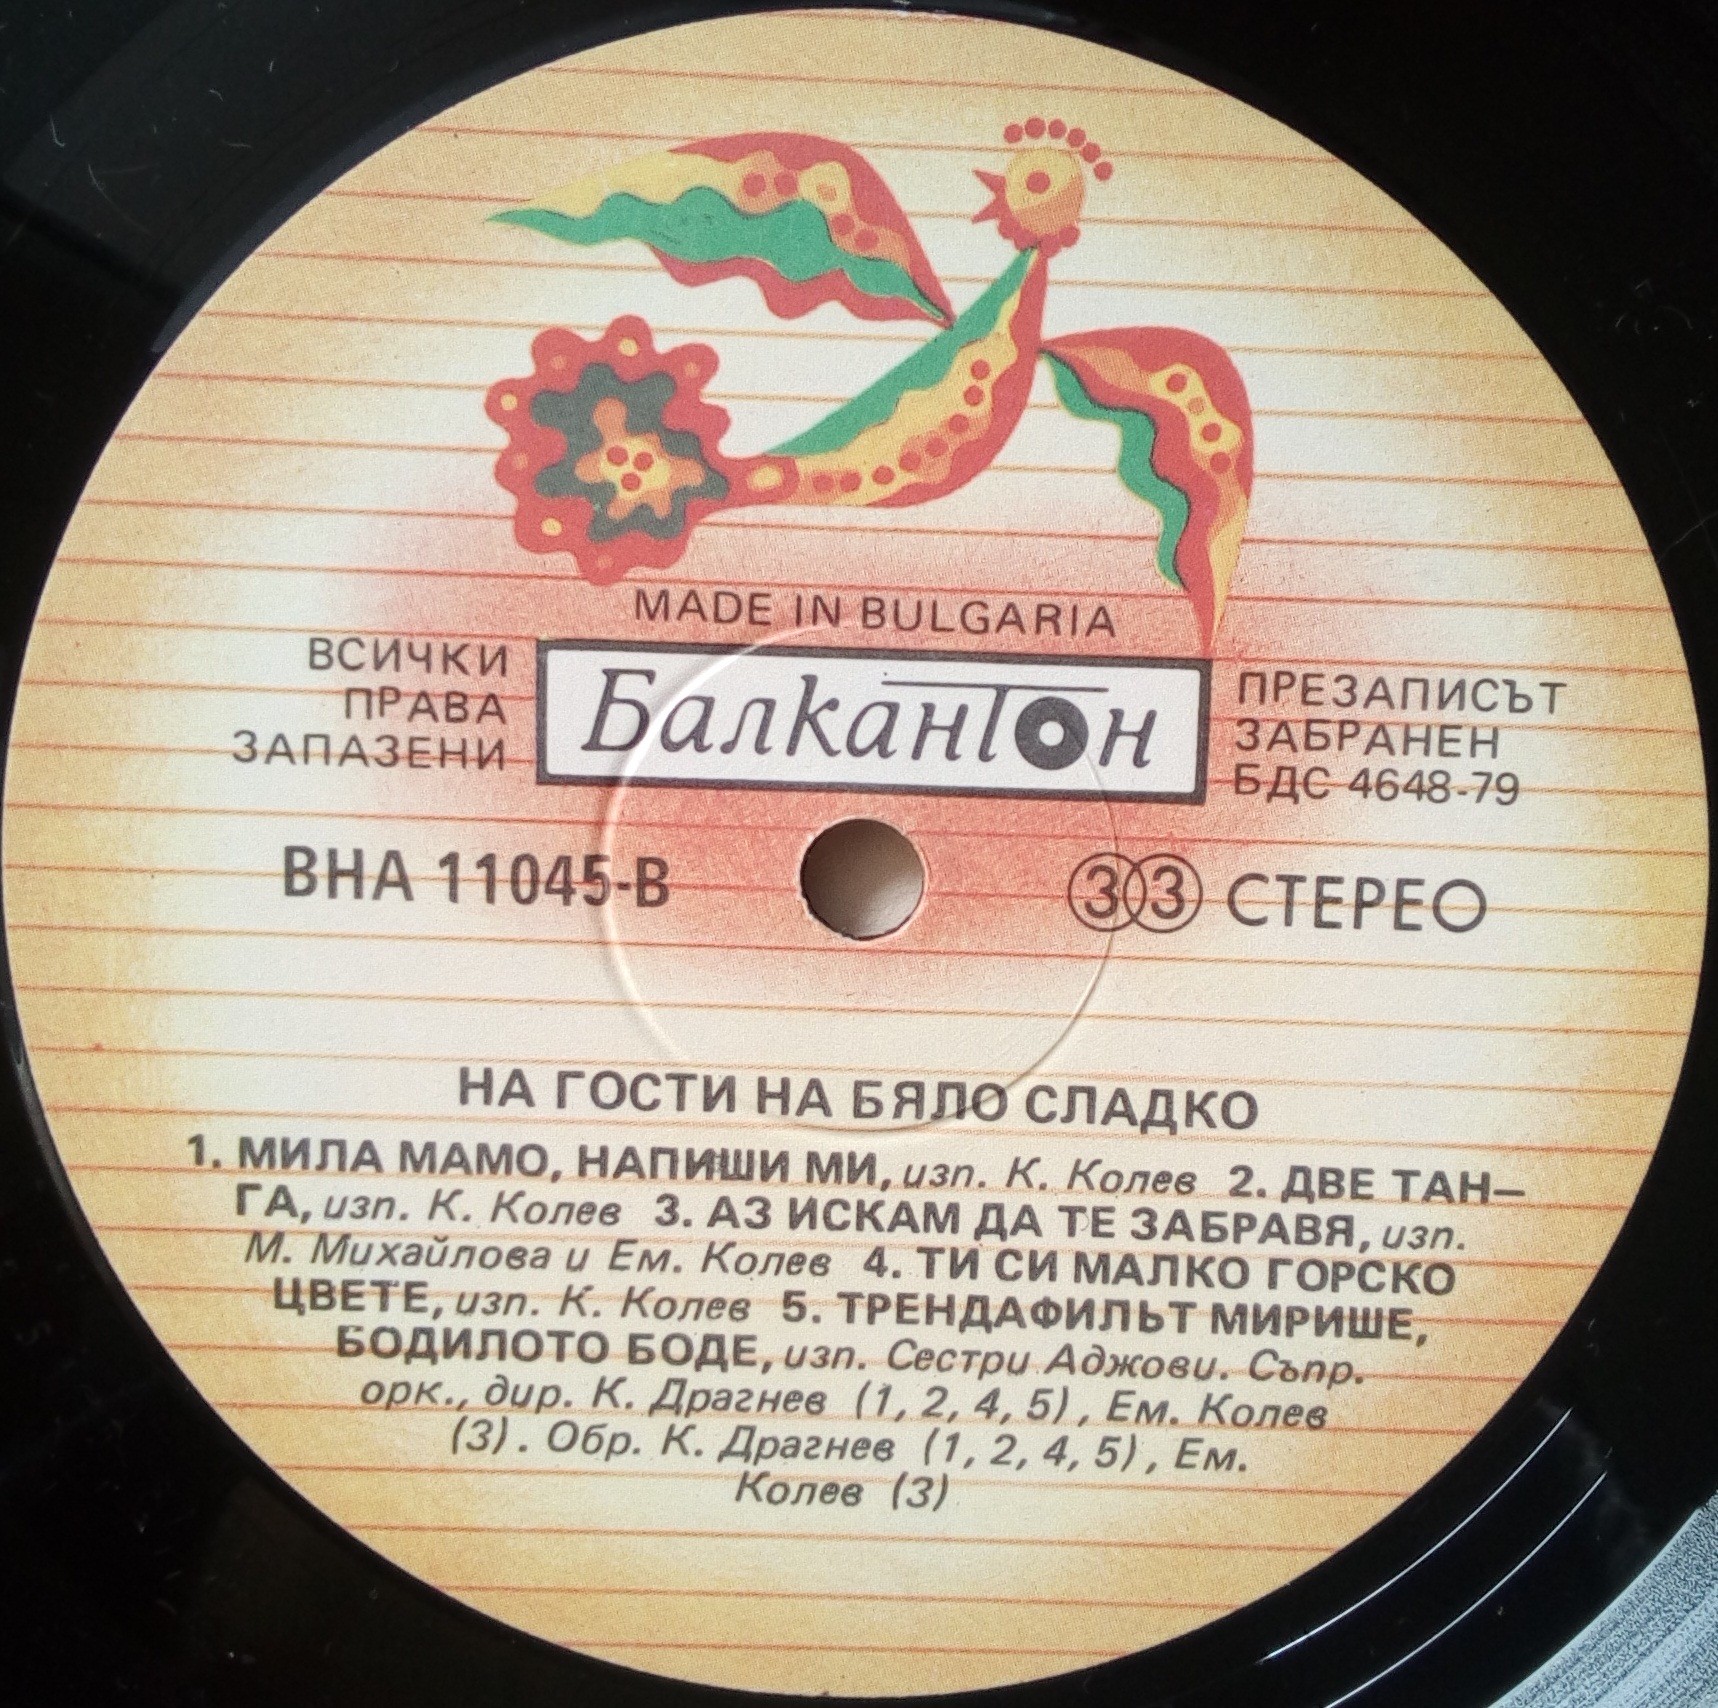 MADE IN BULGARIA
ВСИЧКИ
ПРАВА
ЗАПАЗЕНИ
Балкантон
ПРЕЗАПИСЪТ
ЗАБРАНЕН
БДС 4648-79
ВНА 11045-В
33 СТЕРЕО
НА ГОСТИ НА БЯЛО СЛАДКО
1. МИЛА МАМО, НАПИШИ МИ, изп. К. Колев 2. ДВЕ ТАН-
ГА, изп. К. Колев 3. АЗ ИСКАМ ДА ТЕ ЗАБРАВЯ, изп.
М. Михайлова и Ем. Колев 4. ТИ СИ МАЛКО ГОРСКО
ЦВЕТЕ, изп. К. Колев 5. ТРЕНДАФИЛЪТ МИРИШЕ,
БОДИЛОТО БОДЕ, изп. Сестри Аджови. Съпр.
орк., дир. К. Драгнев (1, 2, 4, 5), Ем. Колев
(3). Обр. К. Драгнев (1, 2, 4, 5), Ем.
Колев (3)